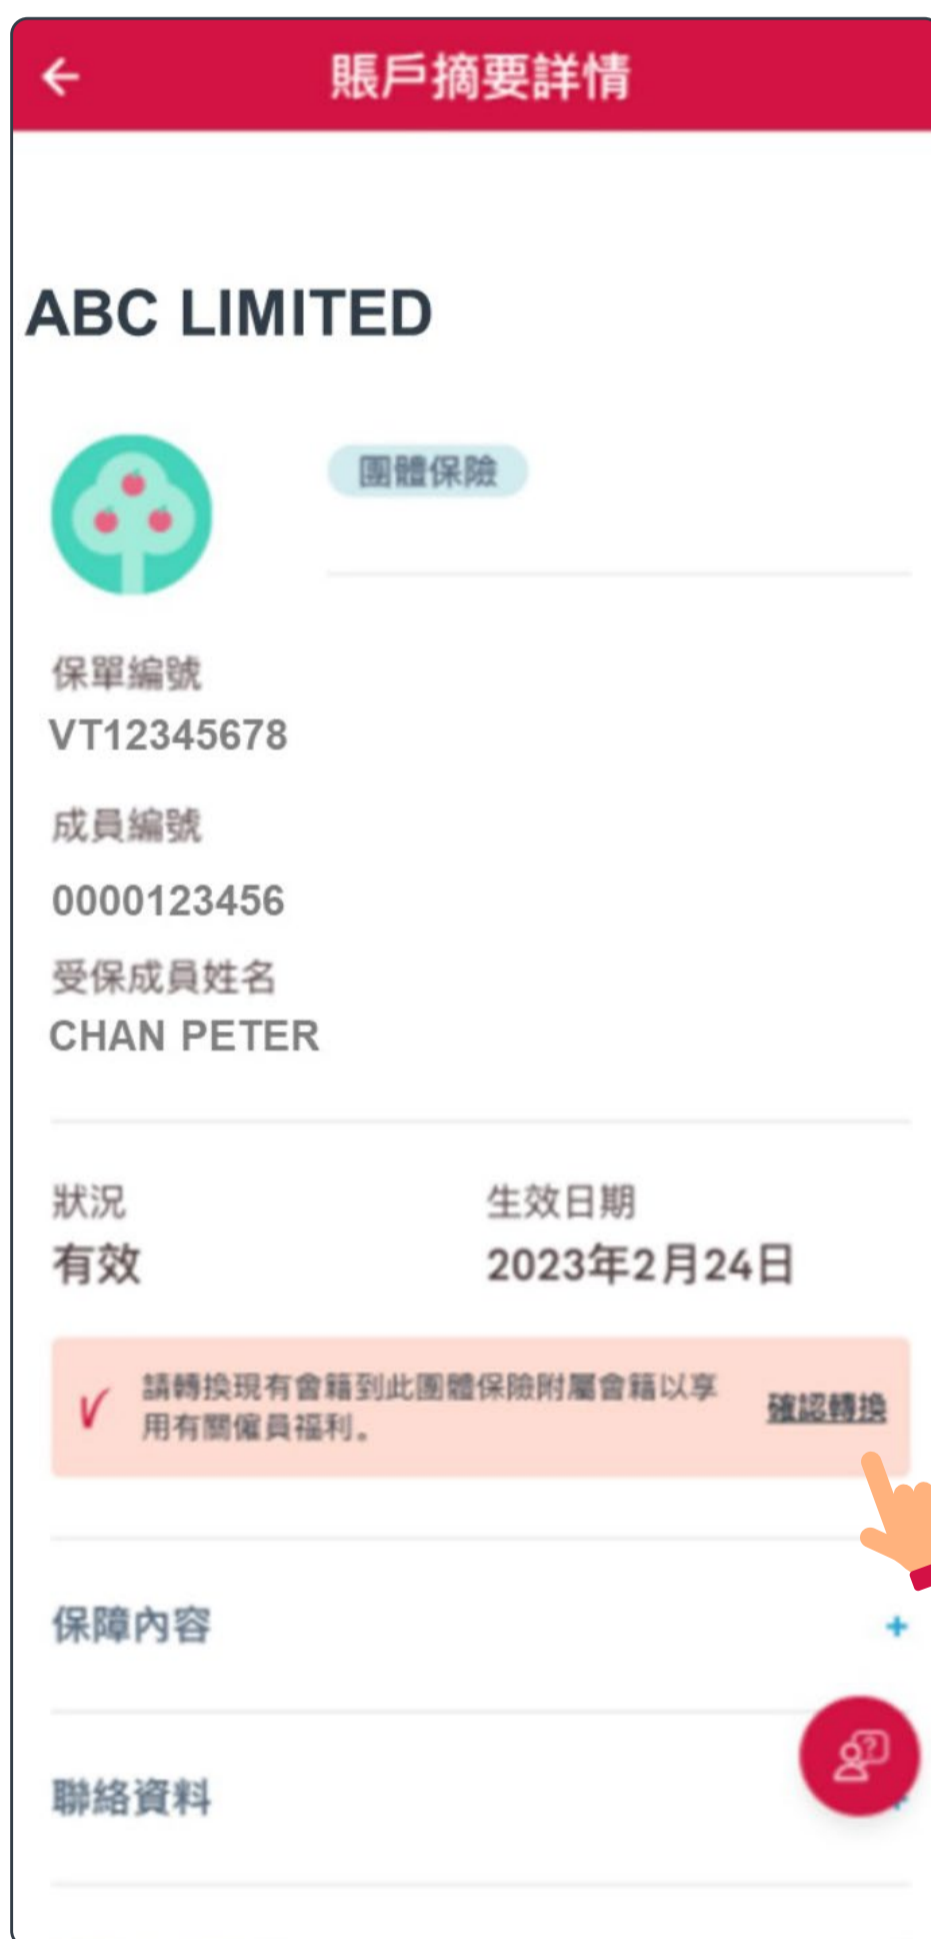 賬戶摘要詳情
ABC LIMITED
團體保險
保單編號
VT12345678
成員編號
0000123456
受保成員姓名
CHAN PETER
狀況
生效日期
有效
2023年2月24日
請轉換現有會籍到此團體保險附屬會籍以享
用有關僱員福利。
確認轉換
保障內容
+
聯絡資料